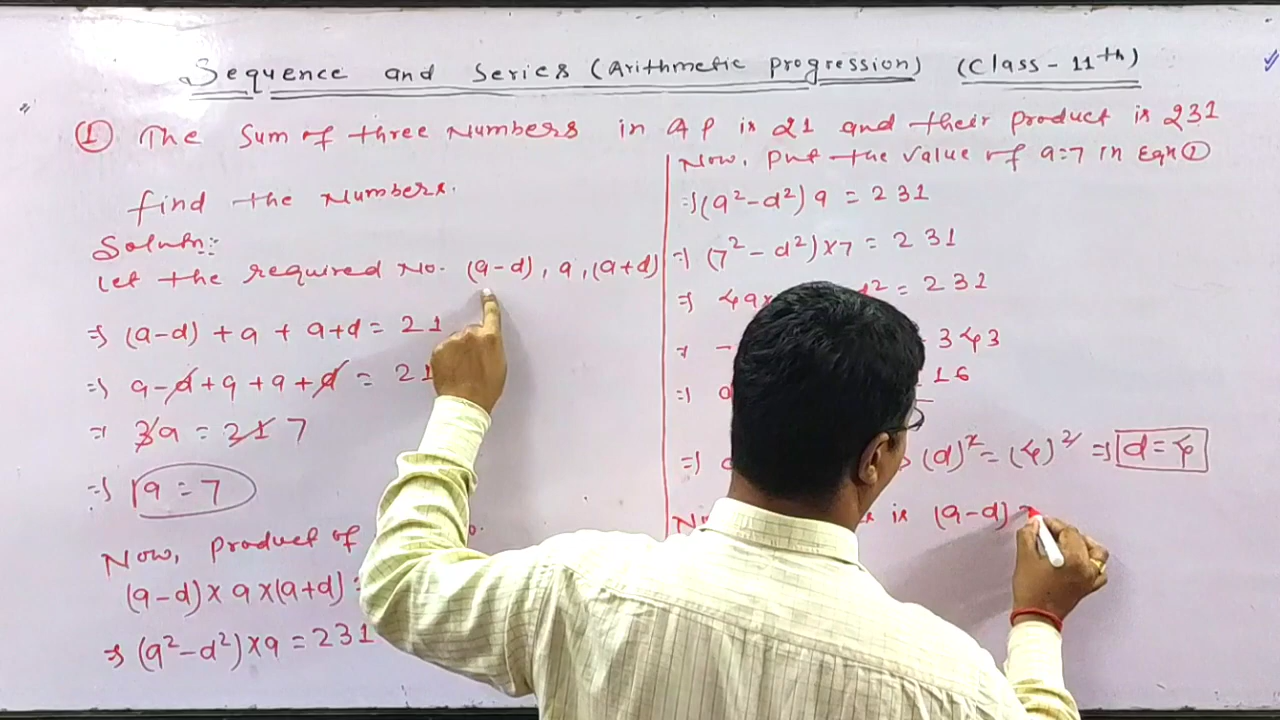 Sequence and Series (Arithmetic progression) (Class - 11th)
① The Sum of three Numbers in AP is 21 and their product is 231
find the Numbers.
Solutn:
Let the required No. (a-d), a, (a+d)
⇒ (a-d) + a + a+d = 21
⇒ a-d+a+a+d = 21
⇒ 3a = 21 7
⇒ a = 7
Now, product of
(a-d) × a × (a+d) =
⇒ (a²-d²) × a = 231
Now, put the value of a=7 in Eqn ①
⇒ (a²-d²) a = 231
⇒ (7²-d²)×7 = 231
⇒ 49× d² = 231
⇒ - 343
⇒ 16
⇒ (d)² = (4)² ⇒ d = 4
is (a-d) =